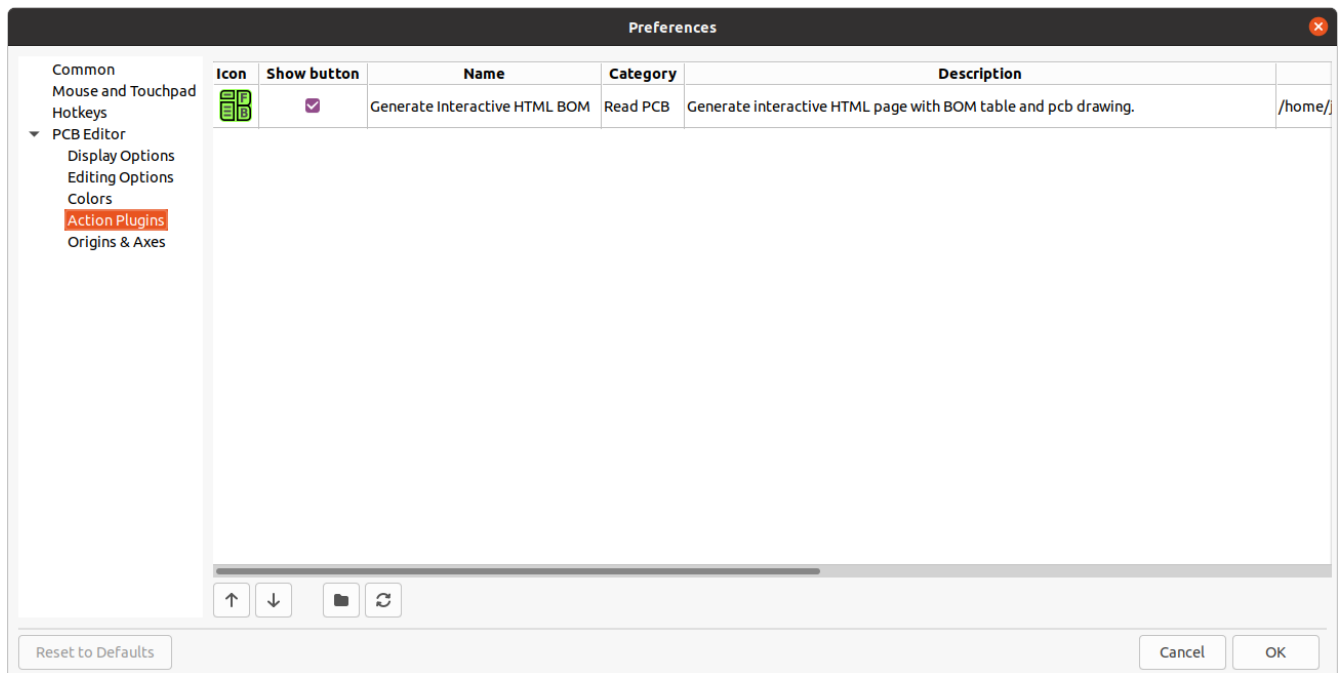 Preferences
Common
Mouse and Touchpad
Hotkeys
PCB Editor
Display Options
Editing Options
Colors
Action Plugins
Origins & Axes
Icon Show button Name Category Description
F
B
Generate Interactive HTML BOM Read PCB Generate interactive HTML page with BOM table and pcb drawing. /home/j
Reset to Defaults Cancel OK